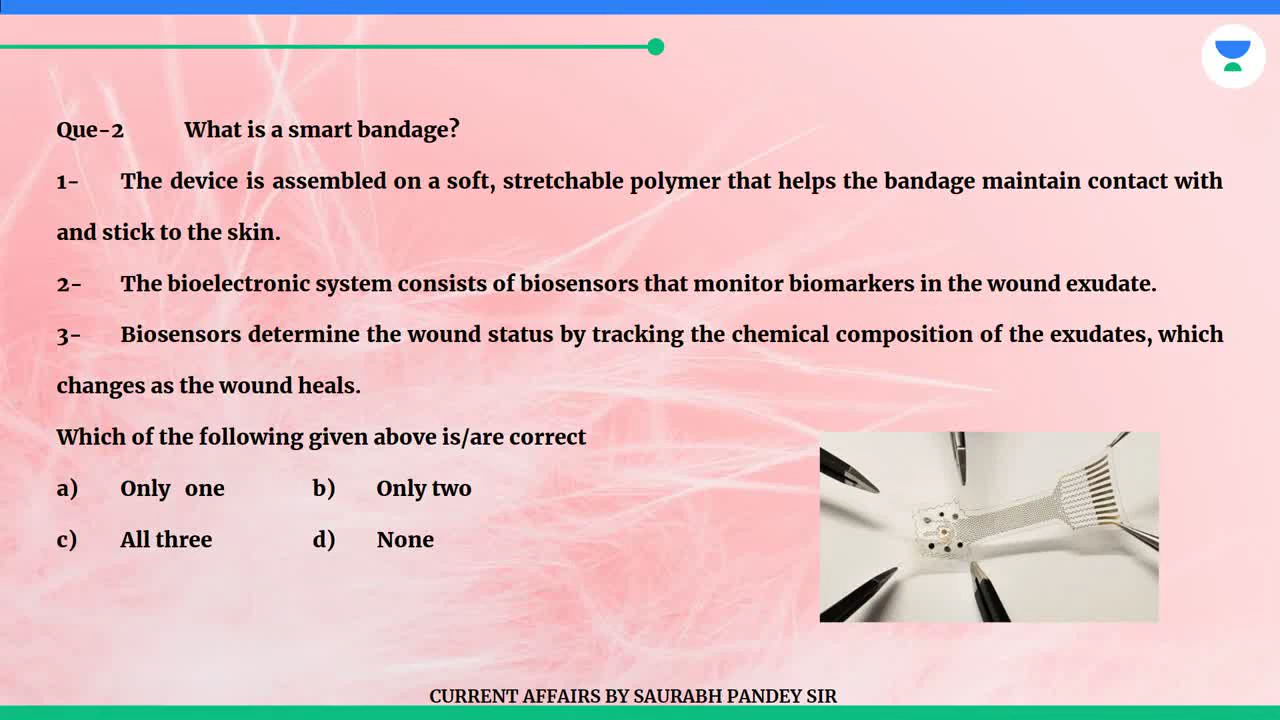 Que-2 What is a smart bandage?
1- The device is assembled on a soft, stretchable polymer that helps the bandage maintain contact with
and stick to the skin.
2- The bioelectronic system consists of biosensors that monitor biomarkers in the wound exudate.
3- Biosensors determine the wound status by tracking the chemical composition of the exudates, which
changes as the wound heals.
Which of the following given above is/are correct
a) Only one b) Only two
c) All three d) None
CURRENT AFFAIRS BY SAURABH PANDEY SIR